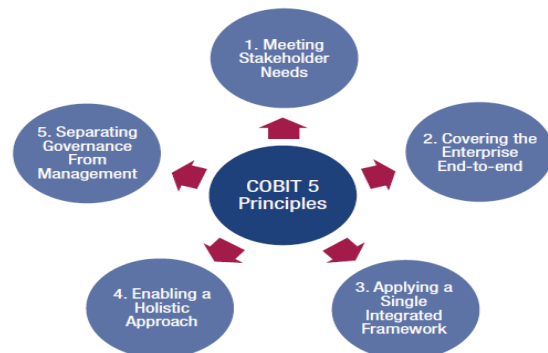 1. Meeting
Stakeholder
Needs
2. Covering the
Enterprise
End-to-end
3. Applying a
Single
Integrated
Framework
4. Enabling a
Holistic
Approach
5. Separating
Governance
From
Management
COBIT 5
Principles